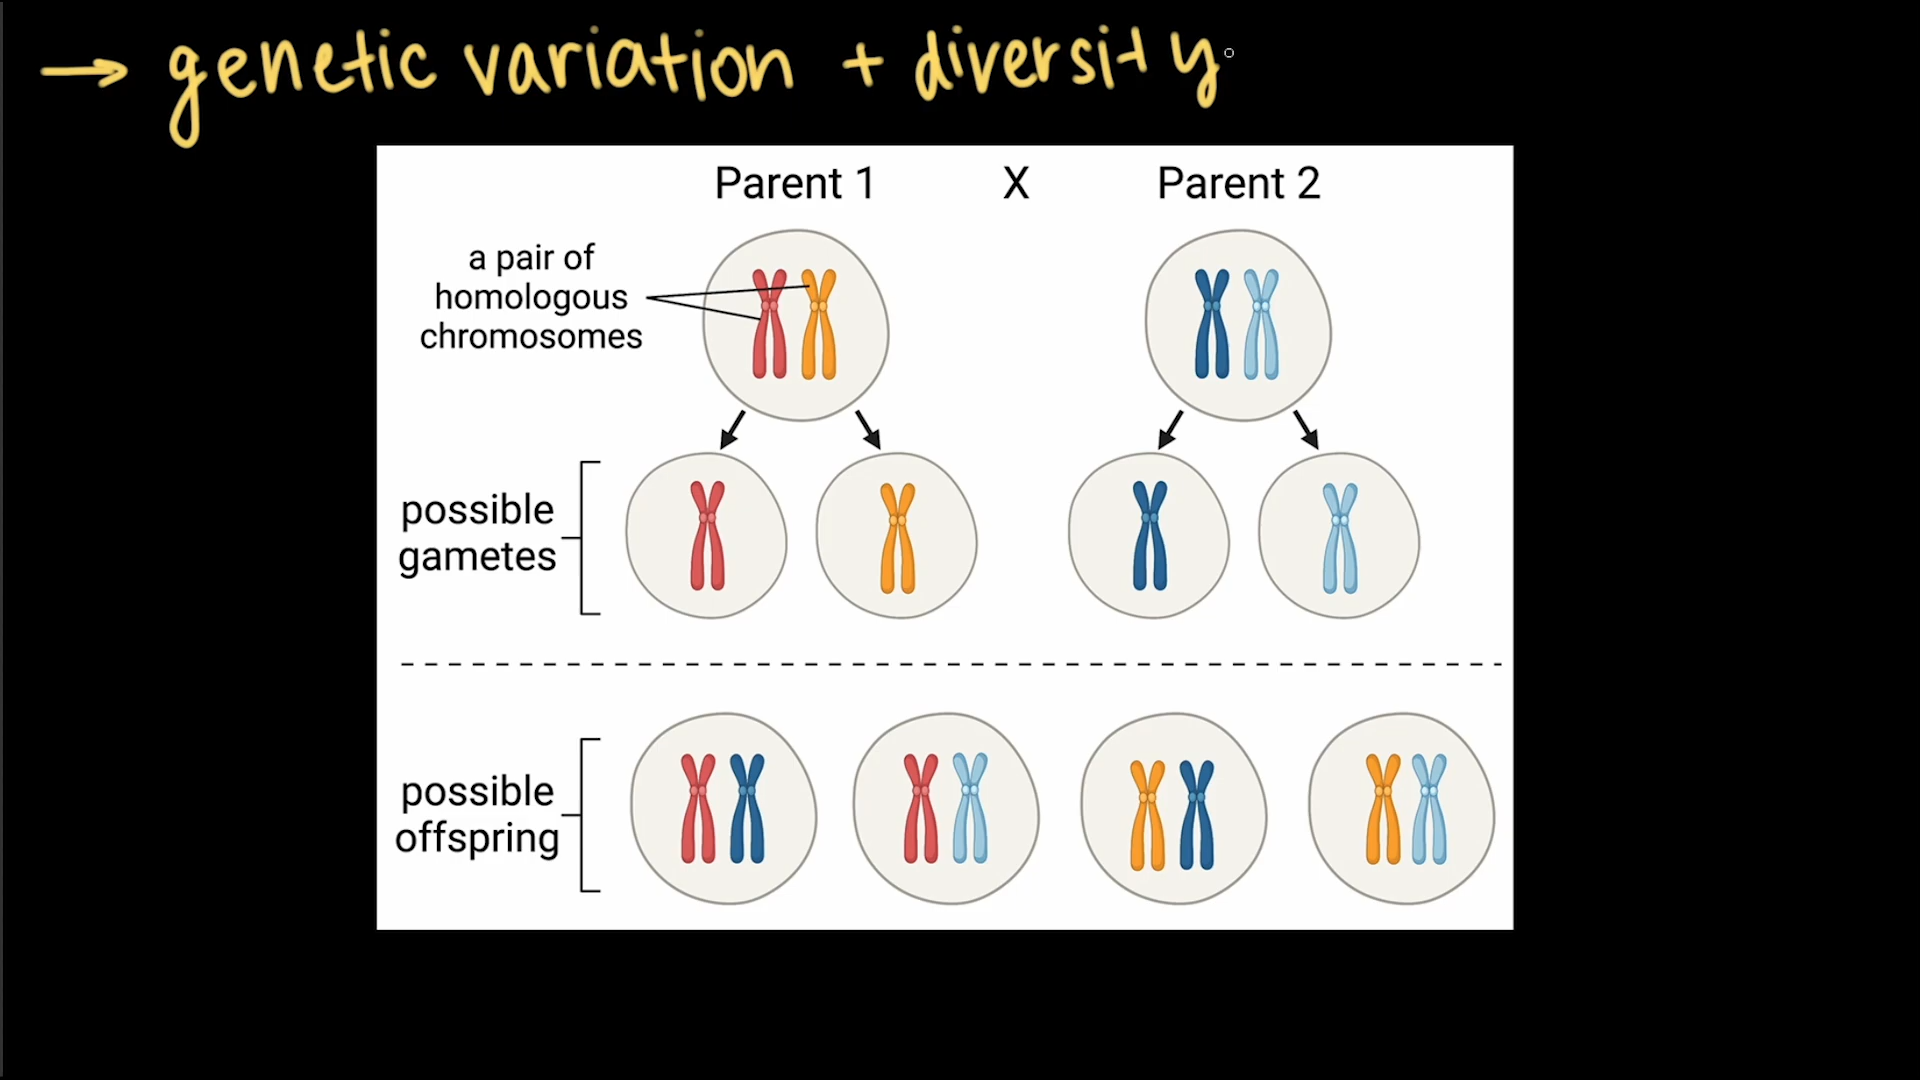 → genetic variation + diversity
Parent 1 X Parent 2
a pair of
homologous
chromosomes
possible
gametes
possible
offspring